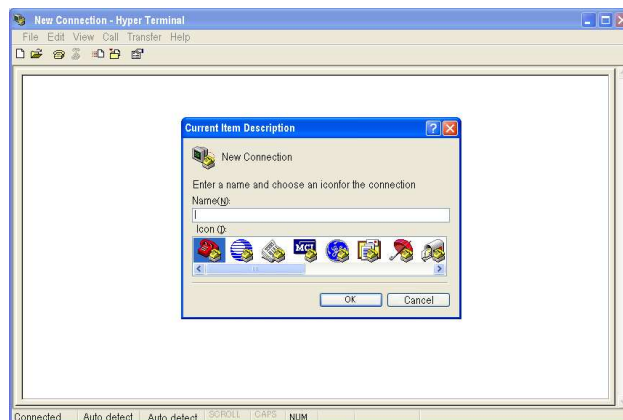 New Connection - Hyper Terminal
File Edit View Call Transfer Help
Current Item Description
New Connection
Enter a name and choose an iconfor the connection
Name(N):
Icon (I):
MCI
OK Cancel
Connected Auto detect Auto detect SCROLL CAPS NUM